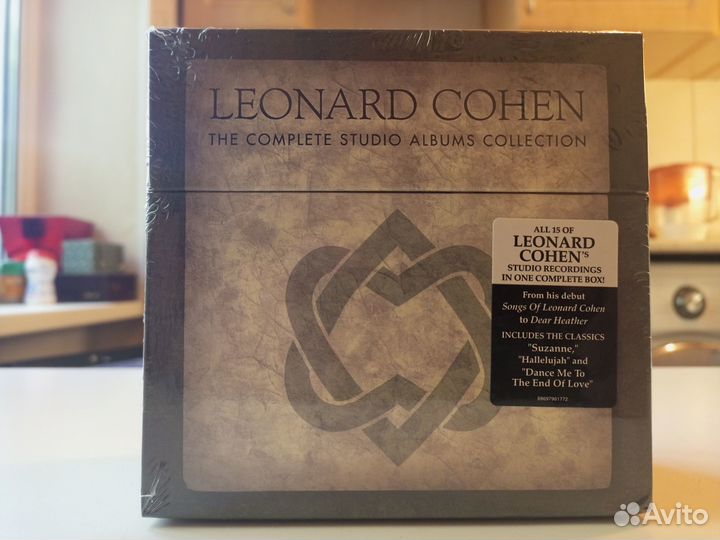 LEONARD COHEN
THE COMPLETE STUDIO ALBUMS COLLECTION
ALL 15 OF
LEONARD
COHEN'S
STUDIO RECORDINGS
IN ONE COMPLETE BOX!
From his debut
Songs Of Leonard Cohen
to Dear Heather
INCLUDES THE CLASSICS
"Suzanne,"
"Hallelujah" and
"Dance Me To
The End Of Love"
88697901772
Avito